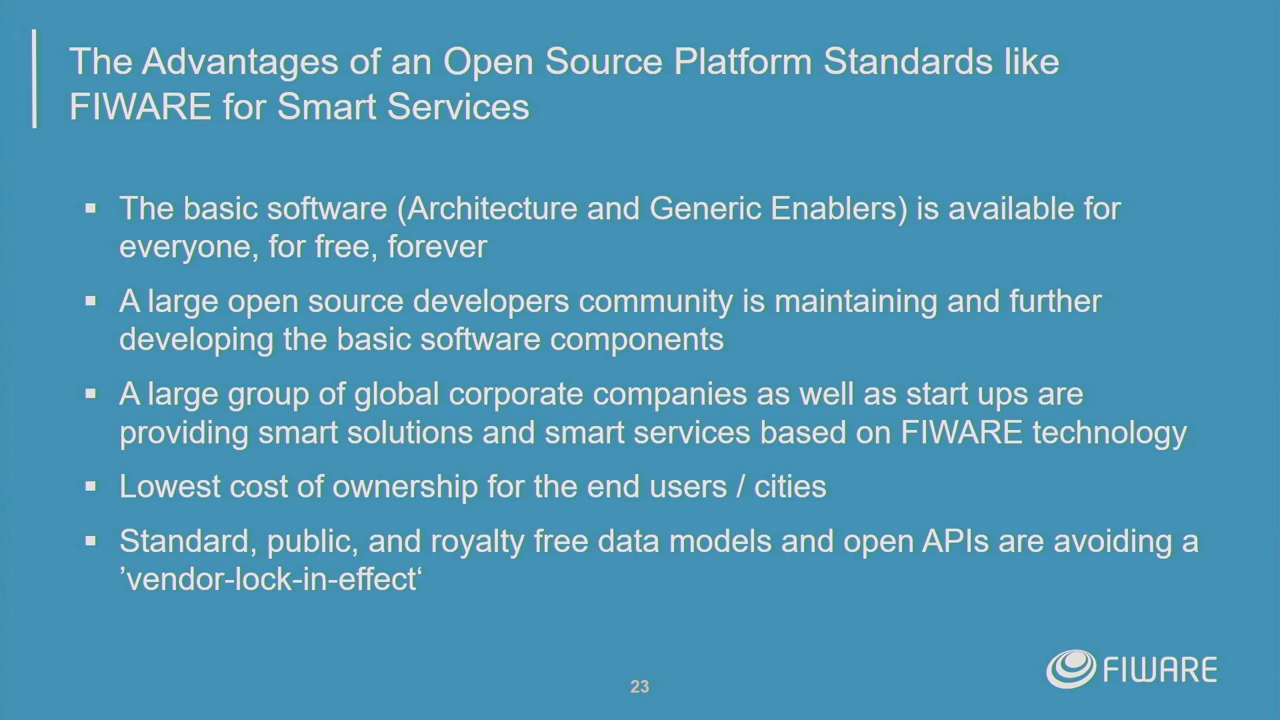 The Advantages of an Open Source Platform Standards like
FIWARE for Smart Services
▪ The basic software (Architecture and Generic Enablers) is available for
everyone, for free, forever
▪ A large open source developers community is maintaining and further
developing the basic software components
▪ A large group of global corporate companies as well as start ups are
providing smart solutions and smart services based on FIWARE technology
▪ Lowest cost of ownership for the end users / cities
▪ Standard, public, and royalty free data models and open APIs are avoiding a
’vendor-lock-in-effect‘
FIWARE
23